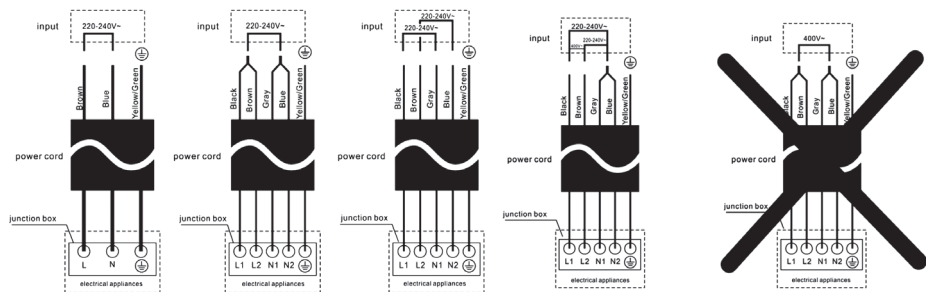 input
220-240V~
Brown
Blue
Yellow/Green
power cord
junction box
L
N
electrical appliances
input
220-240V~
Black
Brown
Gray
Blue
Yellow/Green
power cord
junction box
L1 L2 N1 N2
electrical appliances
input
220-240V~
220-240V~
Black
Brown
Gray
Blue
Yellow/Green
power cord
junction box
L1 L2 N1 N2
electrical appliances
input
220-240V~
220-240V~
400V~
Black
Brown
Gray
Blue
Yellow/Green
power cord
junction box
L1 L2 N1 N2
electrical appliances
input
400V~
Black
Brown
Gray
Blue
Yellow/Green
power cord
junction box
L1 L2 N1 N2
electrical appliances